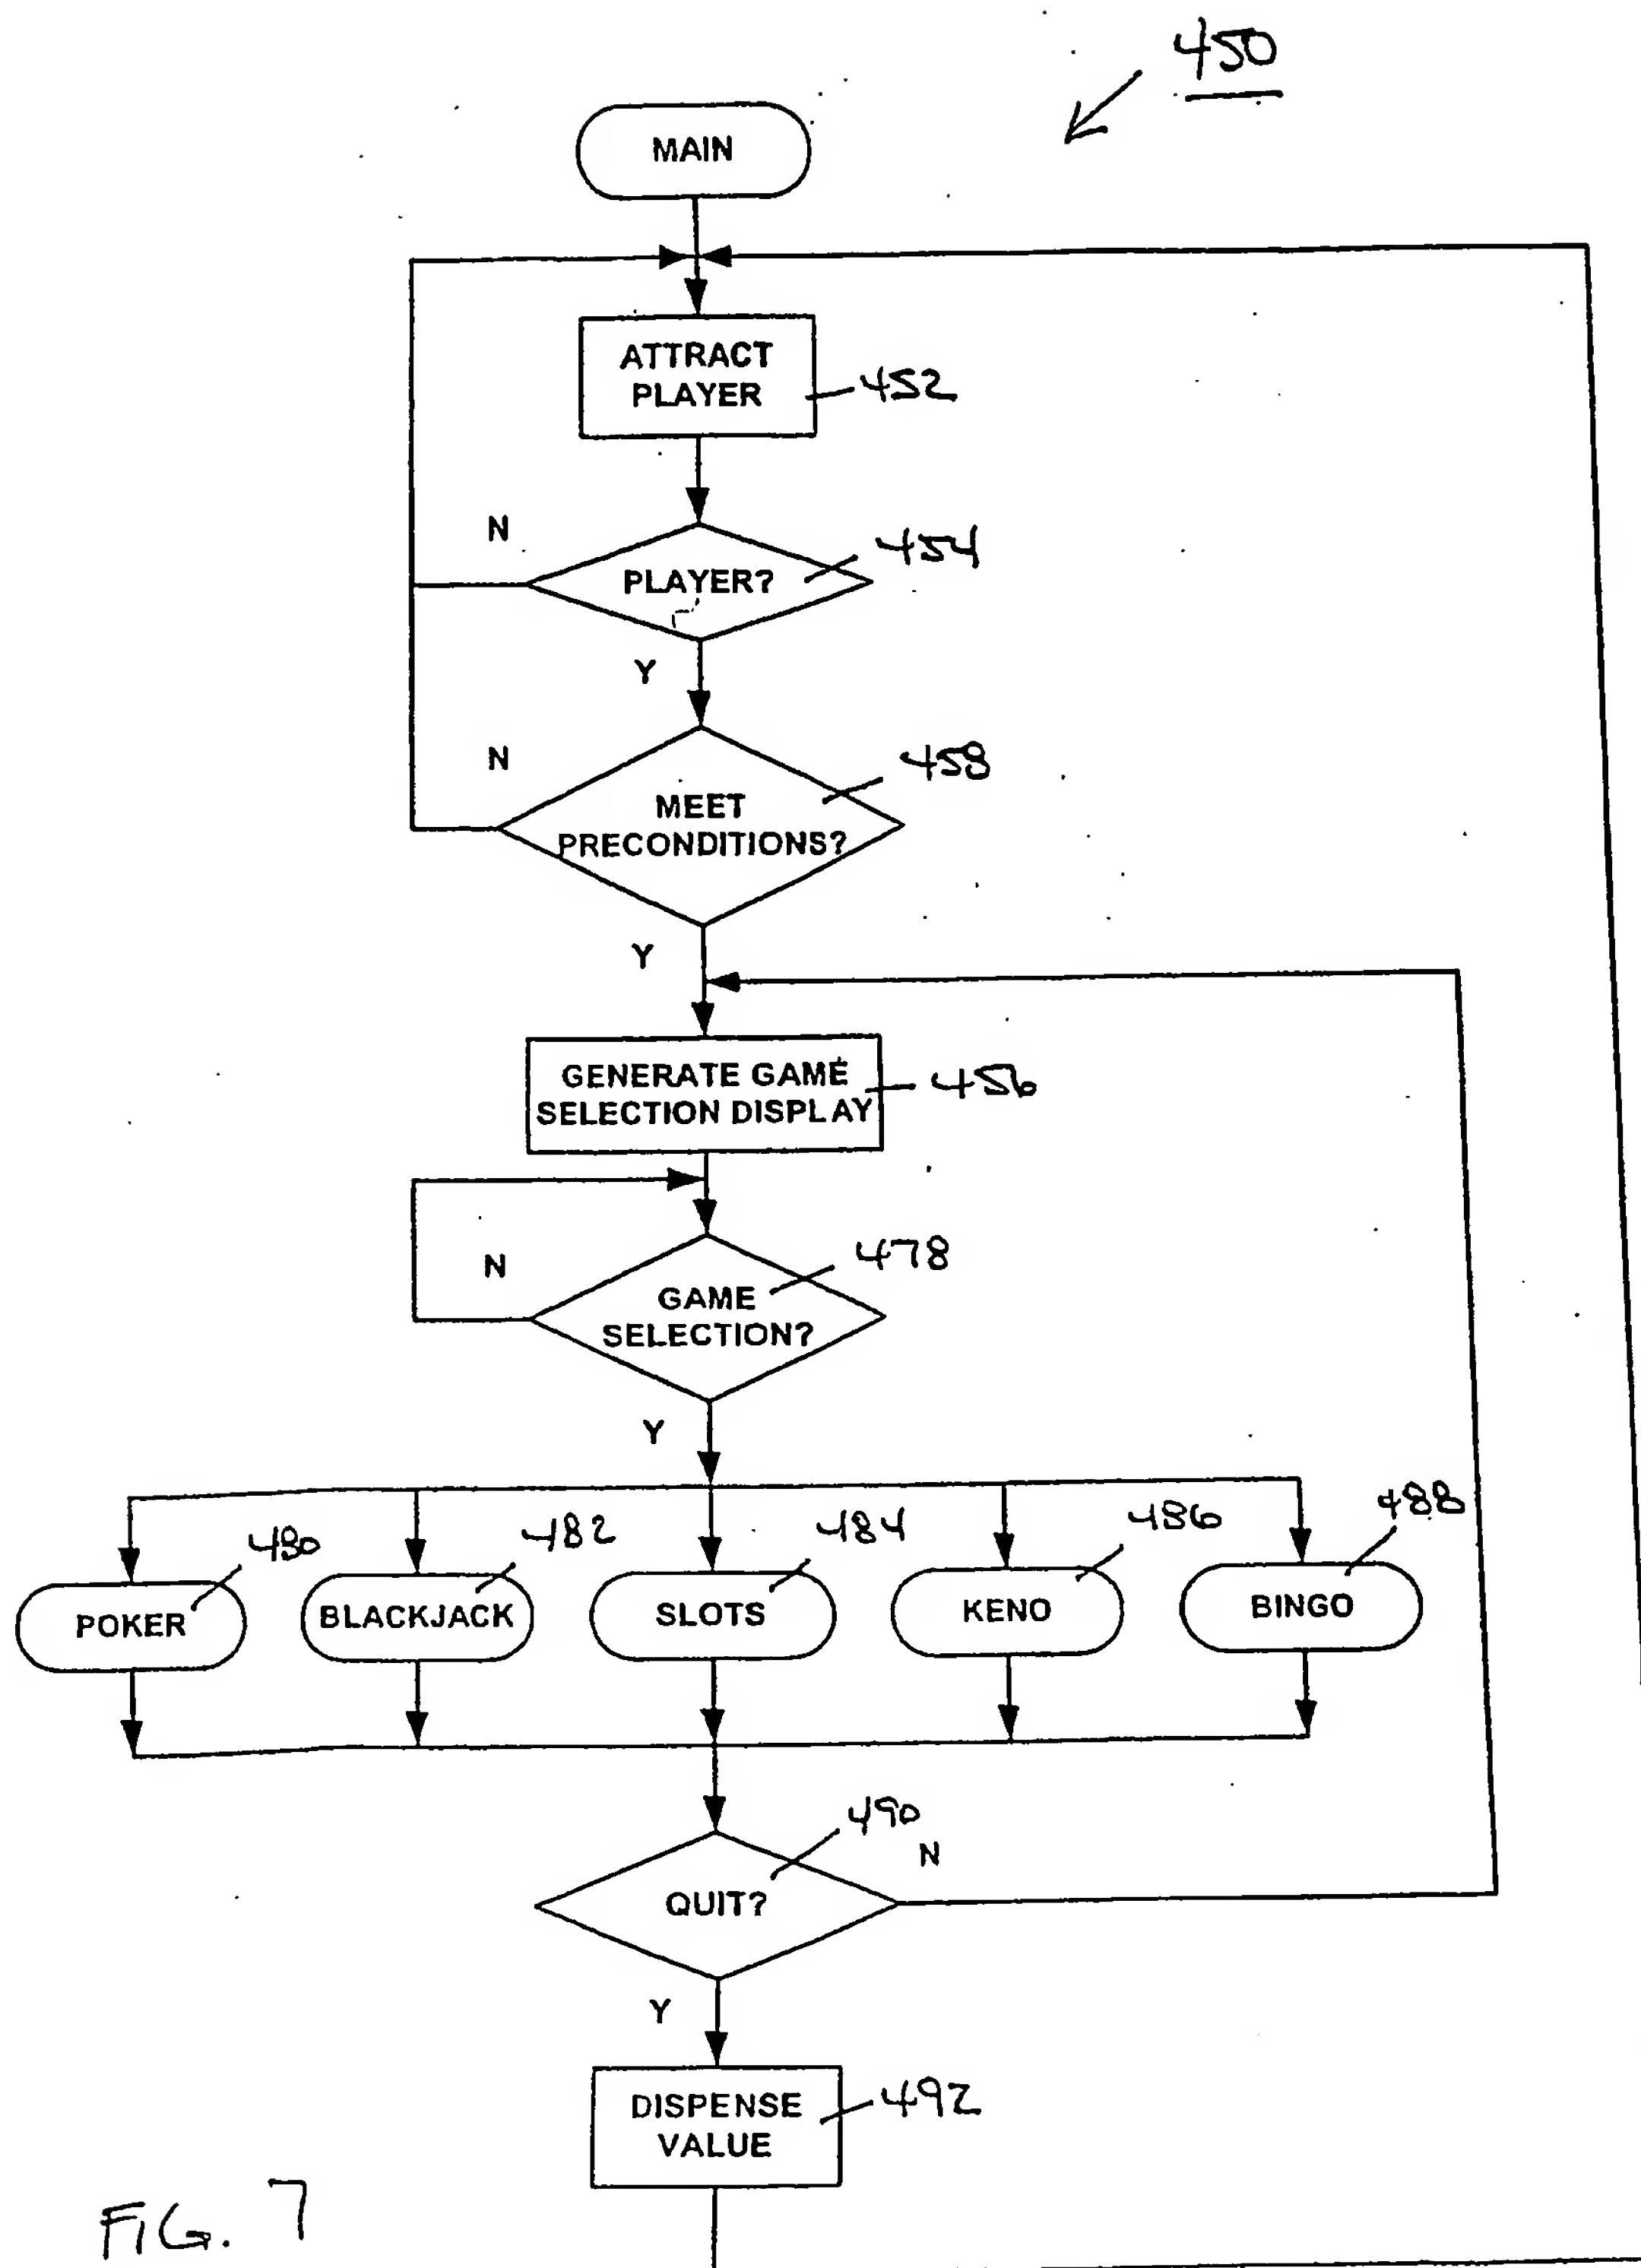 450
MAIN
ATTRACT
PLAYER
452
N
454
PLAYER?
Y
N
458
MEET
PRECONDITIONS?
Y
GENERATE GAME
SELECTION DISPLAY
456
N
478
GAME
SELECTION?
Y
480
482
484
486
488
POKER
BLACKJACK
SLOTS
KENO
BINGO
490
N
QUIT?
Y
DISPENSE
VALUE
492
FIG. 7